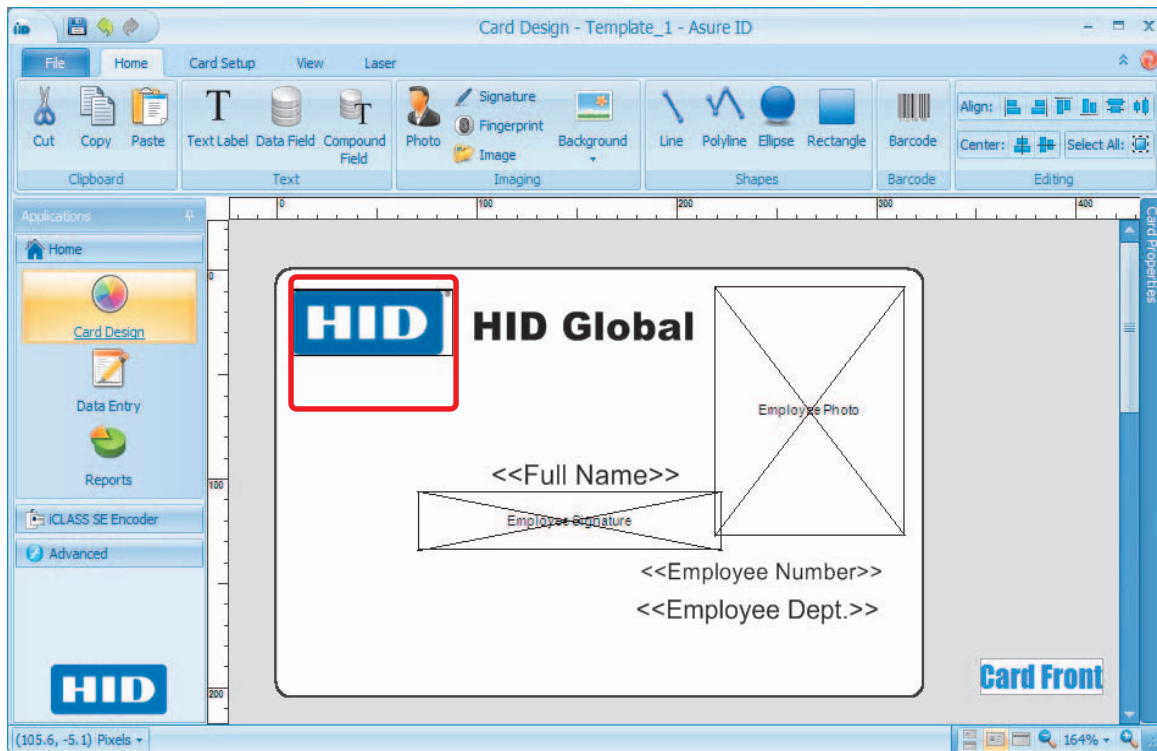 iiD
Card Design - Template_1 - Asure ID
File Home Card Setup View Laser
Cut Copy Paste
Clipboard
Text Label Data Field Compound Field
Text
Photo
Signature
Fingerprint
Image
Background
Imaging
Line Polyline Ellipse Rectangle
Shapes
Barcode
Barcode
Align:
Center: Select All:
Editing
Applications
Home
Card Design
Data Entry
Reports
iCLASS SE Encoder
Advanced
HID
0 100 200 300 400
0
100
200
HID HID Global
Employee Photo
<<Full Name>>
Employee Signature
<<Employee Number>>
<<Employee Dept.>>
Card Front
Card Properties
(105.6, -5.1) Pixels
164%